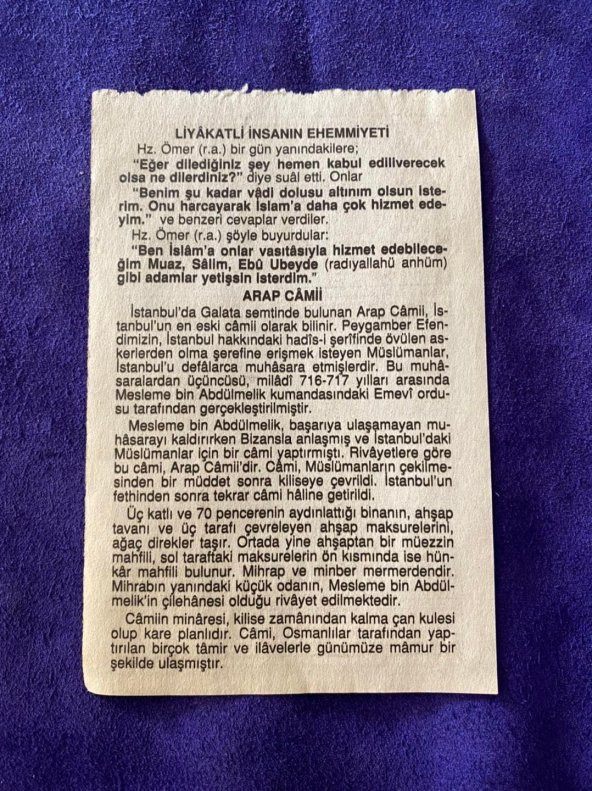 LİYÂKATLİ İNSANIN EHEMMİYETİ
Hz. Ömer (r.a.) bir gün yanındakilere;
“Eğer dilediğiniz şey hemen kabul ediliverecek
olsa ne dilerdiniz?” diye suâl etti. Onlar
“Benim şu kadar vâdi dolusu altınım olsun iste-
rim. Onu harcayarak İslam’a daha çok hizmet ede-
yim.” ve benzeri cevaplar verdiler.
Hz. Ömer (r.a.) şöyle buyurdular:
“Ben İslâm’a onlar vasıtâsıyla hizmet edebilece-
ğim Muaz, Sâlim, Ebû Ubeyde (radıyallahü anhüm)
gibi adamlar yetişsin isterdim.”
ARAP CÂMİİ
İstanbul’da Galata semtinde bulunan Arap Câmii, İs-
tanbul’un en eski câmii olarak bilinir. Peygamber Efen-
dimizin, İstanbul hakkındaki hadîs-i şerîfinde övülen as-
kerlerden olma şerefine erişmek isteyen Müslümanlar,
İstanbul’u defâlarca muhâsara etmişlerdir. Bu muhâ-
saralardan üçüncüsü, milâdî 716-717 yılları arasında
Mesleme bin Abdülmelik kumandasındaki Emevî ordu-
su tarafından gerçekleştirilmiştir.
Mesleme bin Abdülmelik, başarıya ulaşamayan mu-
hâsarayı kaldırırken Bizansla anlaşmış ve İstanbul’daki
Müslümanlar için bir câmi yaptırmıştı. Rivâyetlere göre
bu câmi, Arap Câmii’dir. Câmi, Müslümanların çekilme-
sinden bir müddet sonra kiliseye çevrildi. İstanbul’un
fethinden sonra tekrar câmi hâline getirildi.
Üç katlı ve 70 pencerenin aydınlattığı binanın, ahşap
tavanı ve üç tarafı çevreleyen ahşap maksurelerini,
ağaç direkler taşır. Ortada yine ahşaptan bir müezzin
mahfili, sol taraftaki maksurelerin ön kısmında ise hün-
kâr mahfili bulunur. Mihrap ve minber mermerdendir.
Mihrabın yanındaki küçük odanın, Mesleme bin Abdül-
melik’in çilehânesi olduğu rivâyet edilmektedir.
Câmiin minâresi, kilise zamânından kalma çan kulesi
olup kare planlıdır. Câmi, Osmanlılar tarafından yap-
tırılan birçok tâmir ve ilâvelerle günümüze mâmur bir
şekilde ulaşmıştır.